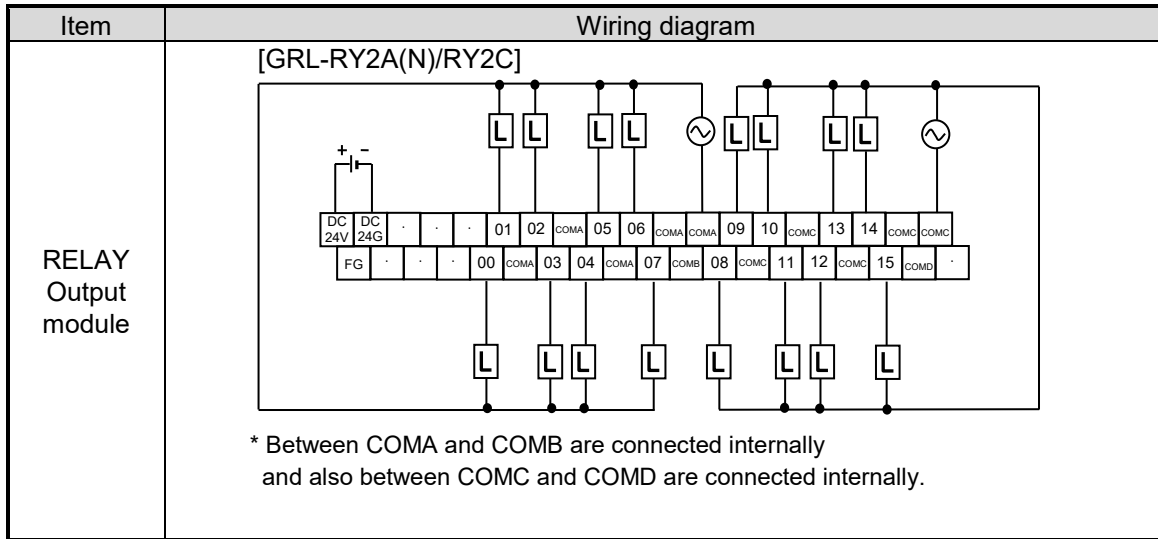 Item Wiring diagram
RELAY
Output
module
[GRL-RY2A(N)/RY2C]
L L L L L L L L
+ -
DC 24V DC 24G · · · 01 02 COMA 05 06 COMA COMA 09 10 COMC 13 14 COMC COMC
FG · · · 00 COMA 03 04 COMA 07 COMB 08 COMC 11 12 COMC 15 COMD ·
L L L L L L L L
* Between COMA and COMB are connected internally
and also between COMC and COMD are connected internally.